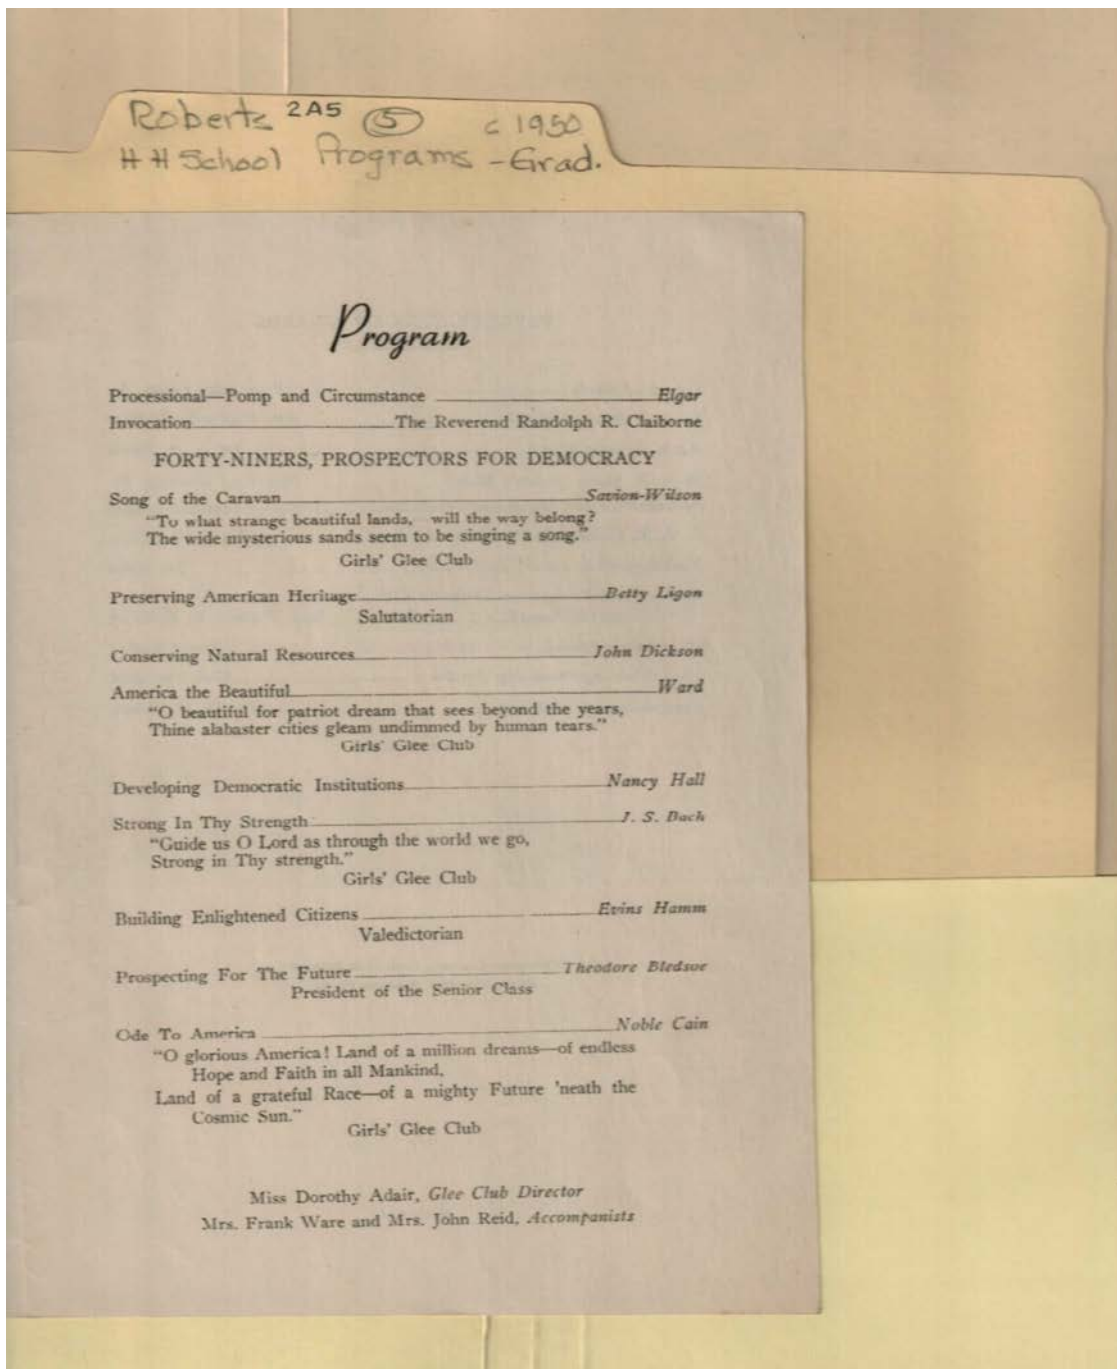 Roberts 2A5 5 c 1950
H H School Programs - Grad.
Program
Processional—Pomp and Circumstance Elgar
Invocation The Reverend Randolph R. Claiborne
FORTY-NINERS, PROSPECTORS FOR DEMOCRACY
Song of the Caravan Savion-Wilson
"To what strange beautiful lands, will the way belong?
The wide mysterious sands seem to be singing a song."
Girls' Glee Club
Preserving American Heritage Betty Ligon
Salutatorian
Conserving Natural Resources John Dickson
America the Beautiful Ward
"O beautiful for patriot dream that sees beyond the years,
Thine alabaster cities gleam undimmed by human tears."
Girls' Glee Club
Developing Democratic Institutions Nancy Hall
Strong In Thy Strength J. S. Bach
"Guide us O Lord as through the world we go,
Strong in Thy strength."
Girls' Glee Club
Building Enlightened Citizens Evins Hamm
Valedictorian
Prospecting For The Future Theodore Bledsoe
President of the Senior Class
Ode To America Noble Cain
"O glorious America! Land of a million dreams—of endless
Hope and Faith in all Mankind.
Land of a grateful Race—of a mighty Future 'neath the
Cosmic Sun."
Girls' Glee Club
Miss Dorothy Adair, Glee Club Director
Mrs. Frank Ware and Mrs. John Reid, Accompanists